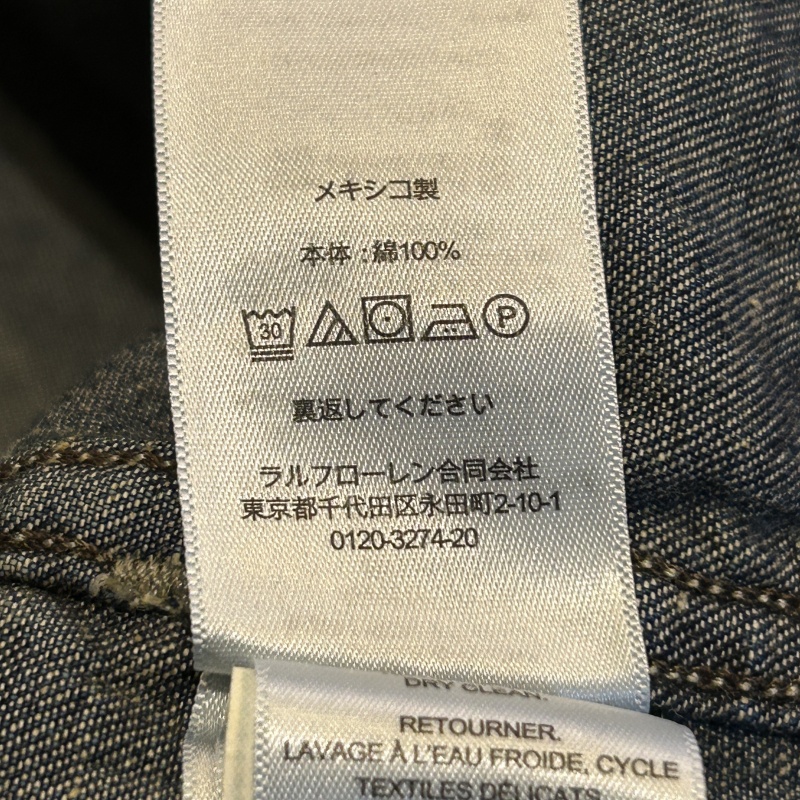 メキシコ製
本体:綿100%
30
P
裏返してください
ラルフローレン合同会社
東京都千代田区永田町2-10-1
0120-3274-20
DRY CLEAN.
RETOURNER.
LAVAGE À L'EAU FROIDE, CYCLE
TEXTILES DÉLICATS